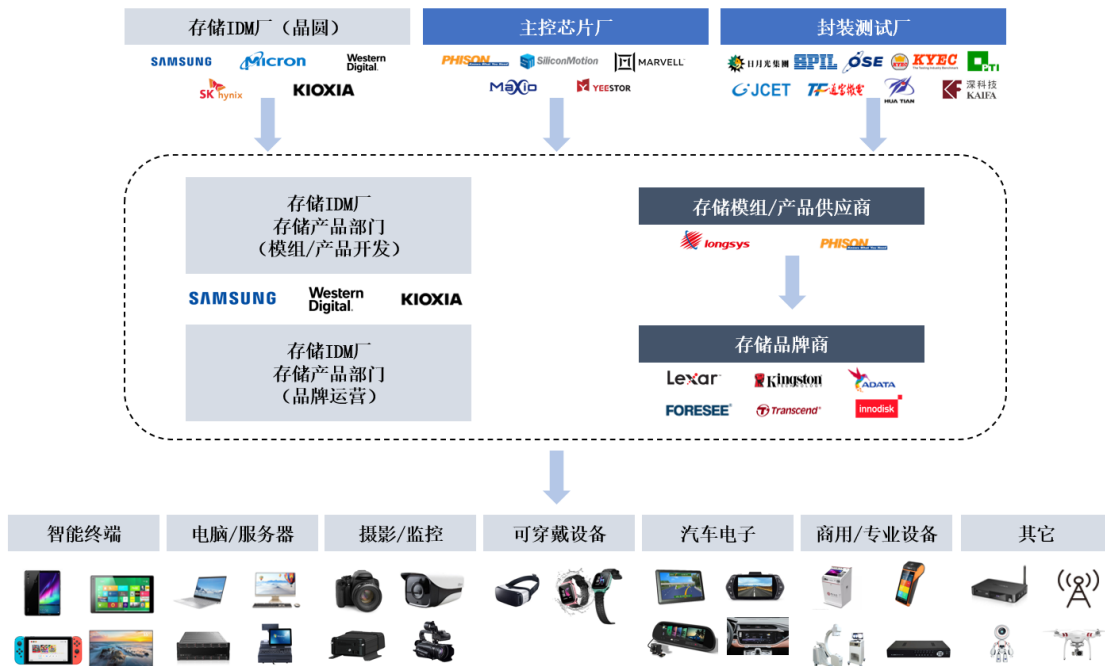 存储IDM厂（晶圆）
主控芯片厂
封装测试厂
SAMSUNG
Micron
Western Digital.
SK hynix
KIOXIA
PHISON
SiliconMotion
MARVELL
Maxio
YEESTOR
日月光集團
SPIL
OSE
KYEC
PTI
JCET
TF 通富微电
HUA TIAN
深科技
KAIFA
存储IDM厂
存储产品部门
（模组/产品开发）
存储模组/产品供应商
longsys
PHISON
SAMSUNG
Western Digital.
KIOXIA
存储IDM厂
存储产品部门
（品牌运营）
存储品牌商
Lexar
Kingston
ADATA
FORESEE®
Transcend®
innodisk
智能终端
电脑/服务器
摄影/监控
可穿戴设备
汽车电子
商用/专业设备
其它